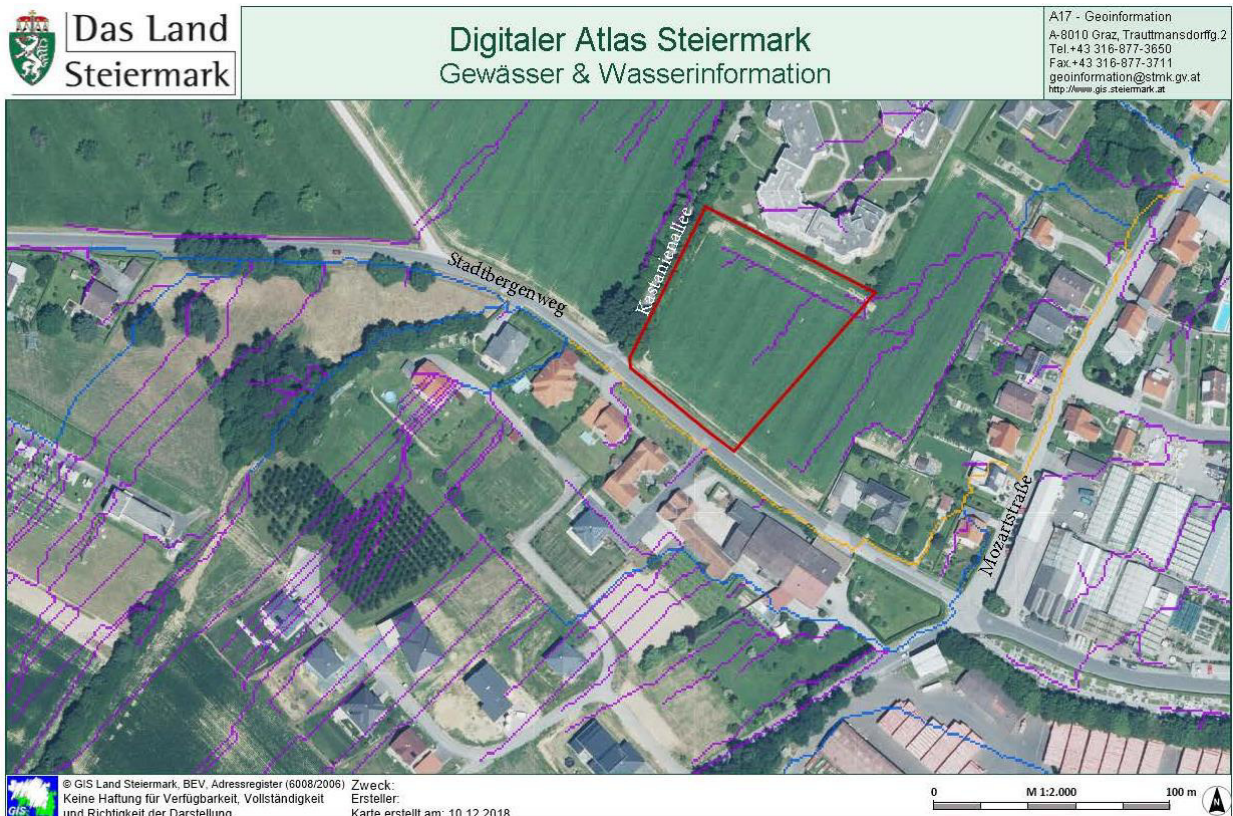 Das Land
Steiermark
Digitaler Atlas Steiermark
Gewässer & Wasserinformation
A17 - Geoinformation
A-8010 Graz, Trauttmansdorffg.2
Tel.+43 316-877-3650
Fax.+43 316-877-3711
geoinformation@stmk.gv.at
http://www.gis.steiermark.at
Kastanienallee
Stadtbergenweg
Mozartstraße
GIS
© GIS Land Steiermark, BEV, Adressregister (6008/2006)
Keine Haftung für Verfügbarkeit, Vollständigkeit
und Richtigkeit der Darstellung
Zweck:
Ersteller:
Karte erstellt am: 10.12.2018
0 M 1:2.000 100 m
N